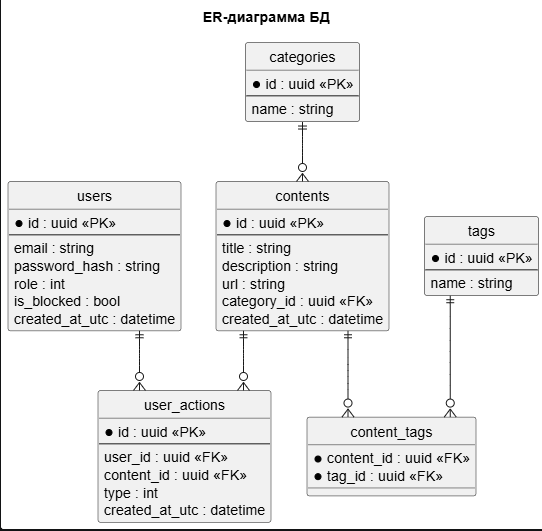 ER-диаграмма БД
categories
● id : uuid «PK»
name : string
users
● id : uuid «PK»
email : string
password_hash : string
role : int
is_blocked : bool
created_at_utc : datetime
contents
● id : uuid «PK»
title : string
description : string
url : string
category_id : uuid «FK»
created_at_utc : datetime
tags
● id : uuid «PK»
name : string
user_actions
● id : uuid «PK»
user_id : uuid «FK»
content_id : uuid «FK»
type : int
created_at_utc : datetime
content_tags
● content_id : uuid «FK»
● tag_id : uuid «FK»